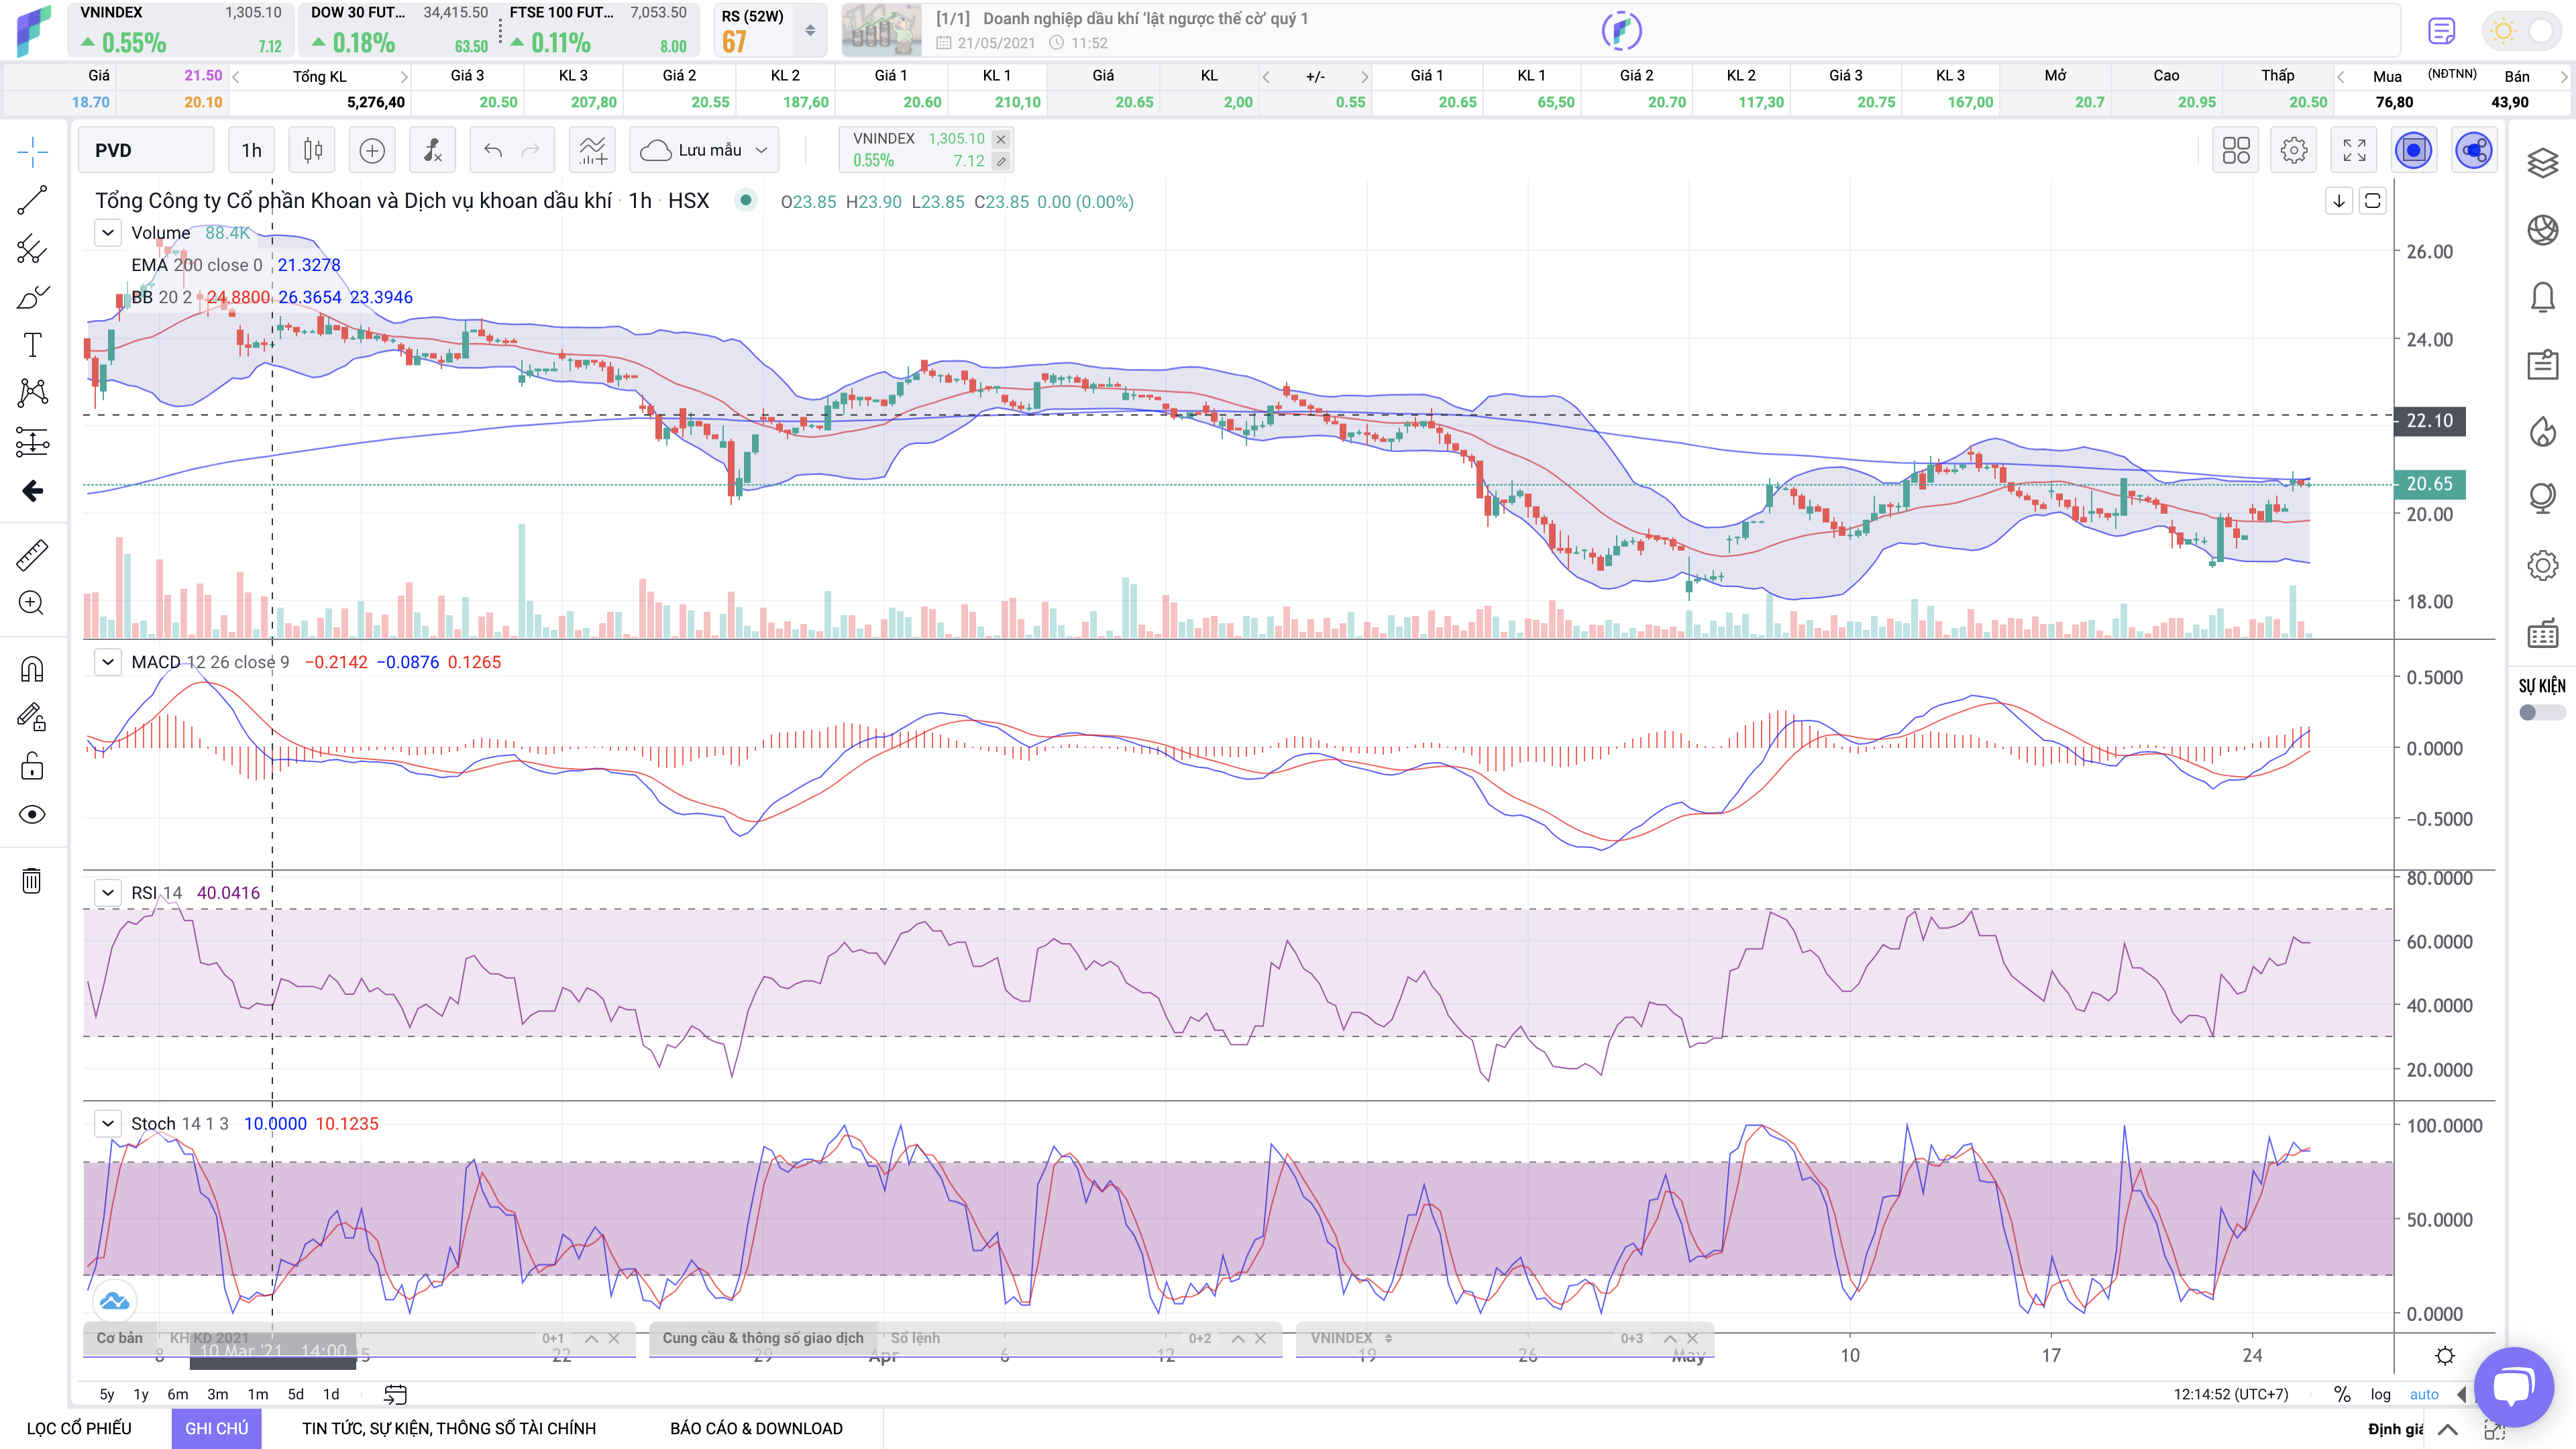 VNINDEX 1,305.10 DOW 30 FUT... 34,415.50 FTSE 100 FUT... 7,053.50 RS (52W) [1/1] Doanh nghiệp dầu khí ‘lật ngược thế cờ’ quý 1
0.55% 7.12 0.18% 63.50 0.11% 8.00 67 21/05/2021 11:52
Giá 21.50 Tổng KL Giá 3 KL 3 Giá 2 KL 2 Giá 1 KL 1 Giá KL +/- Giá 1 KL 1 Giá 2 KL 2 Giá 3 KL 3 Mở Cao Thấp Mua (NĐTNN) Bán
18.70 20.10 5,276,40 20.50 207,80 20.55 187,60 20.60 210,10 20.65 2,00 0.55 20.65 65,50 20.70 117,30 20.75 167,00 20.7 20.95 20.50 76,80 43,90
PVD 1h Lưu mẫu VNINDEX 1,305.10
0.55% 7.12
Tổng Công ty Cổ phần Khoan và Dịch vụ khoan dầu khí · 1h · HSX O23.85 H23.90 L23.85 C23.85 0.00 (0.00%)
Volume 88.4K
EMA 200 close 0 21.3278
BB 20 2 24.8800 26.3654 23.3946
26.00
24.00
22.10
20.65
20.00
18.00
SỰ KIỆN
MACD 12 26 close 9 −0.2142 −0.0876 0.1265
0.5000
0.0000
−0.5000
RSI 14 40.0416
80.0000
60.0000
40.0000
20.0000
Stoch 14 1 3 10.0000 10.1235
100.0000
50.0000
0.0000
Cơ bản KHKD 2021 0+1 Cung cầu & thông số giao dịch Sổ lệnh 0+2 VNINDEX 0+3
8 10 Mar '21 14:00 15 22 29 Apr 6 12 19 26 May 10 17 24
5y 1y 6m 3m 1m 5d 1d 12:14:52 (UTC+7) % log auto
LỌC CỔ PHIẾU GHI CHÚ TIN TỨC, SỰ KIỆN, THÔNG SỐ TÀI CHÍNH BÁO CÁO & DOWNLOAD Định giá